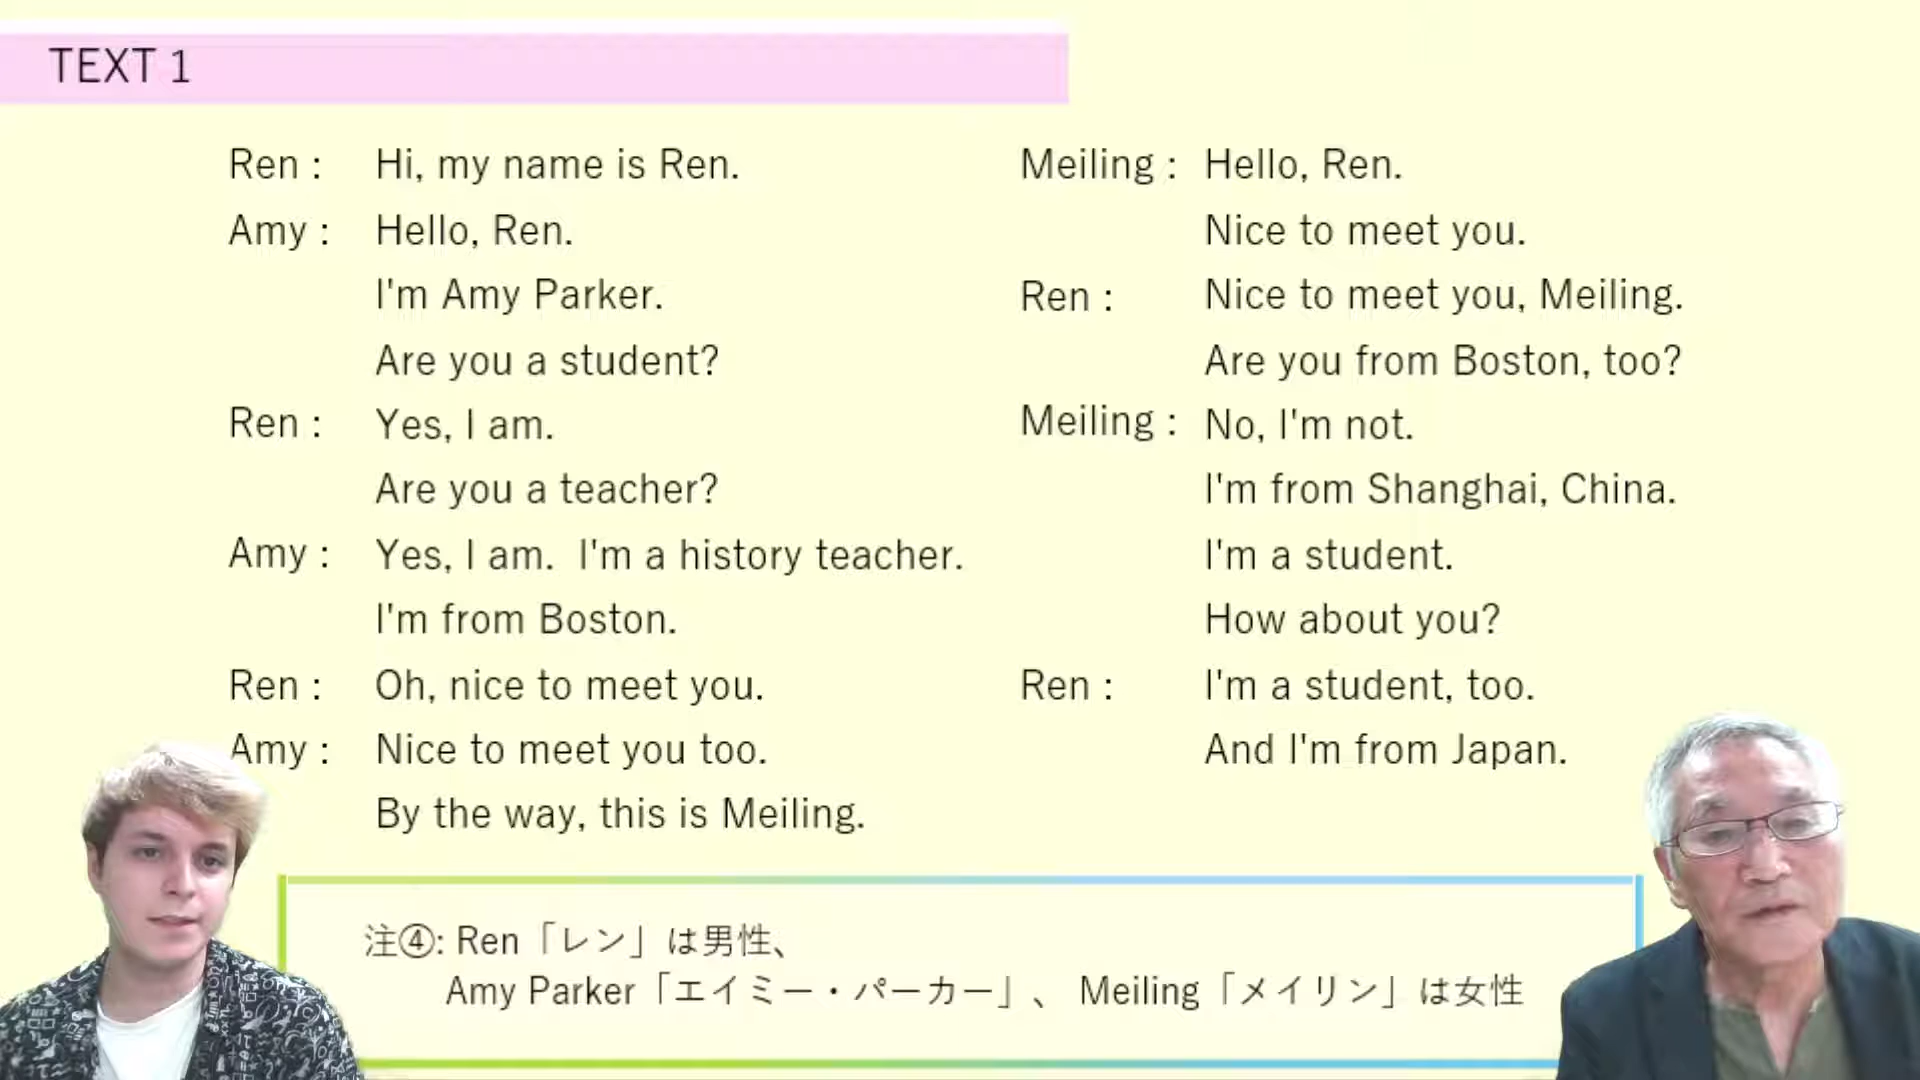 TEXT 1
Ren : Hi, my name is Ren.
Amy : Hello, Ren.
I'm Amy Parker.
Are you a student?
Ren : Yes, I am.
Are you a teacher?
Amy : Yes, I am. I'm a history teacher.
I'm from Boston.
Ren : Oh, nice to meet you.
Amy : Nice to meet you too.
By the way, this is Meiling.
Meiling : Hello, Ren.
Nice to meet you.
Ren : Nice to meet you, Meiling.
Are you from Boston, too?
Meiling : No, I'm not.
I'm from Shanghai, China.
I'm a student.
How about you?
Ren : I'm a student, too.
And I'm from Japan.
注④: Ren「レン」は男性、
Amy Parker「エイミー・パーカー」、 Meiling「メイリン」は女性